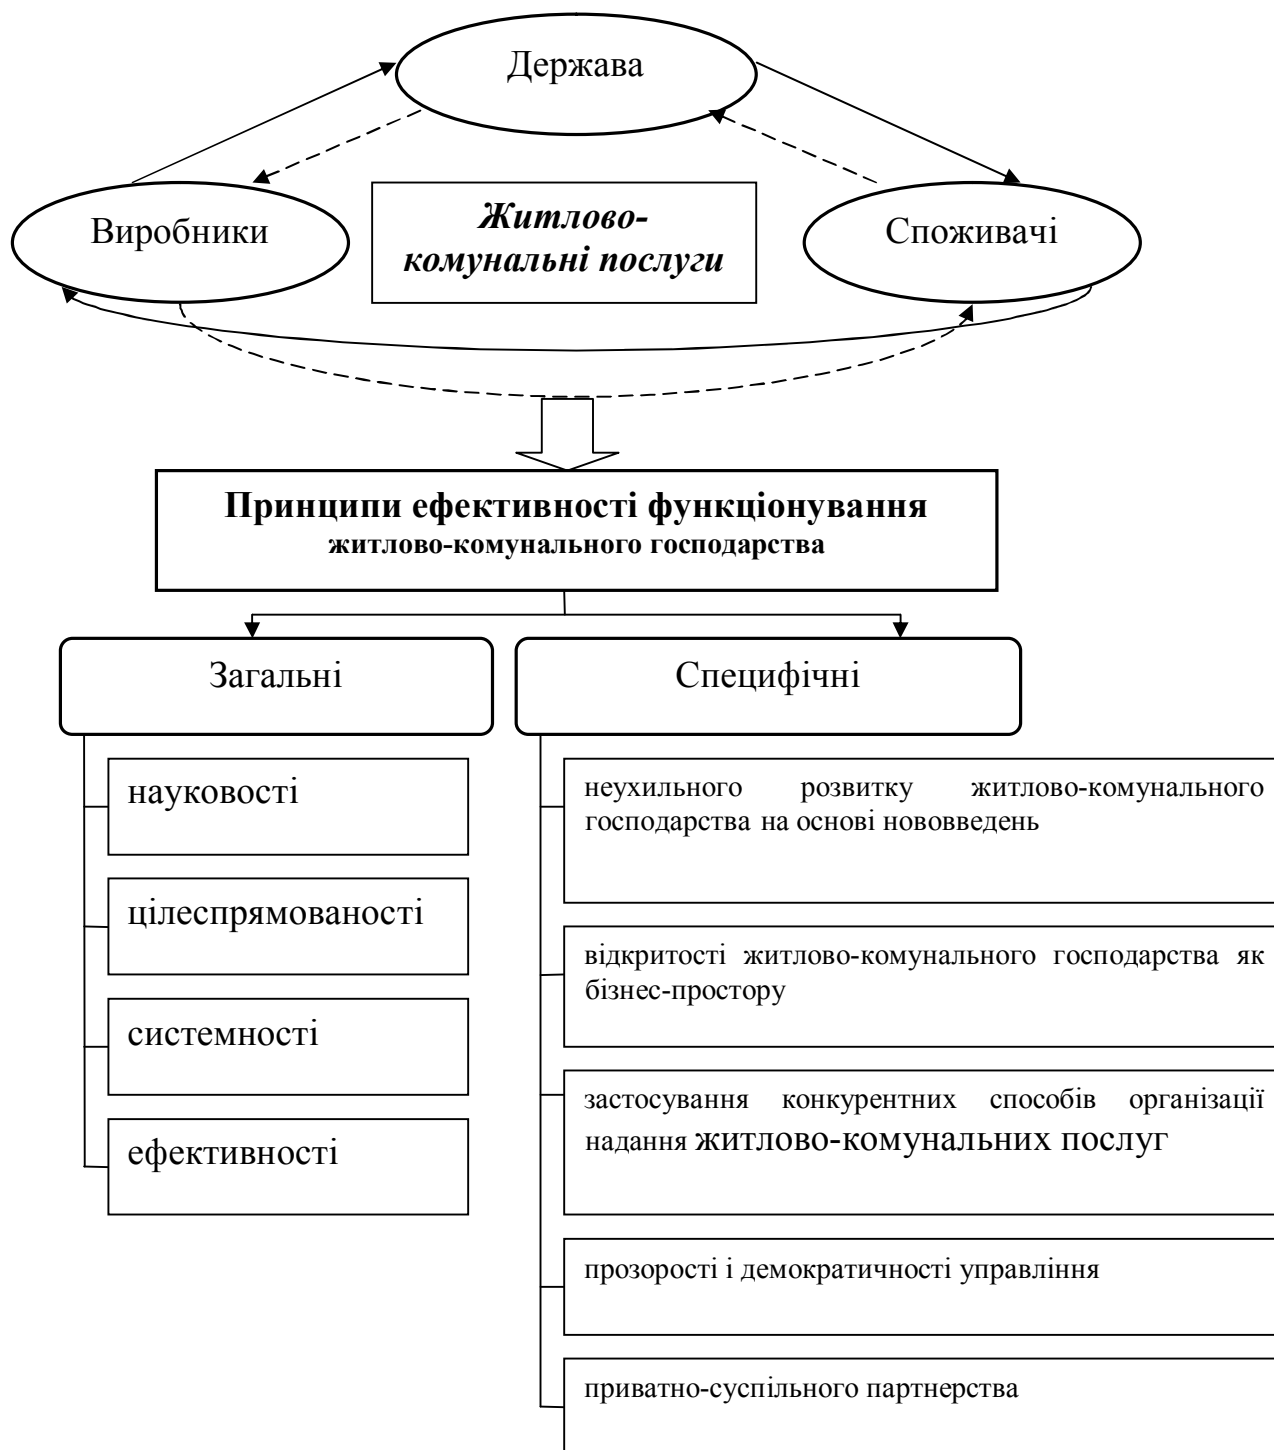 Держава
Виробники
Житлово-
комунальні послуги
Споживачі
Принципи ефективності функціонування
житлово-комунального господарства
Загальні
Специфічні
науковості
цілеспрямованості
системності
ефективності
неухильного розвитку житлово-комунального
господарства на основі нововведень
відкритості житлово-комунального господарства як
бізнес-простору
застосування конкурентних способів організації
надання житлово-комунальних послуг
прозорості і демократичності управління
приватно-суспільного партнерства